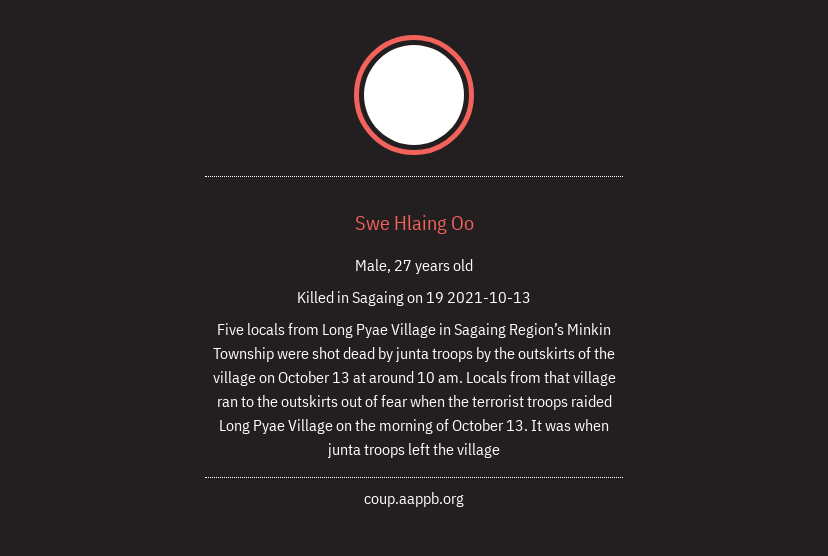 Swe Hlaing Oo
Male, 27 years old
Killed in Sagaing on 19 2021-10-13
Five locals from Long Pyae Village in Sagaing Region’s Minkin
Township were shot dead by junta troops by the outskirts of the
village on October 13 at around 10 am. Locals from that village
ran to the outskirts out of fear when the terrorist troops raided
Long Pyae Village on the morning of October 13. It was when
junta troops left the village
coup.aappb.org